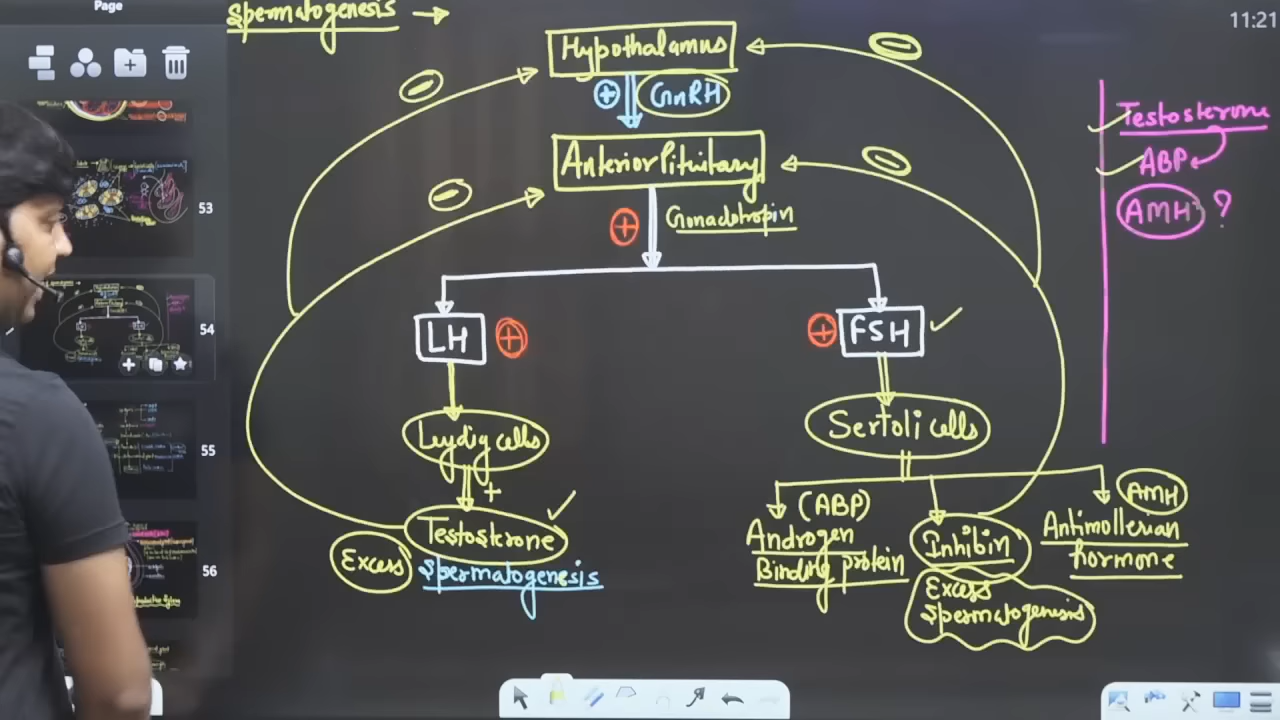 Page
11:21
Spermatogenesis →
Hypothalamus
GnRH
Testosterone
ABP
AMH ?
Anterior Pituitary
Gonadotropin
53
54
55
56
LH
FSH
Leydig cells
Sertoli cells
+
Testosterone
Excess
Spermatogenesis
(ABP)
Androgen
Binding protein
Inhibin
Excess
Spermatogenesis
AMH
Antimollerian
hormone